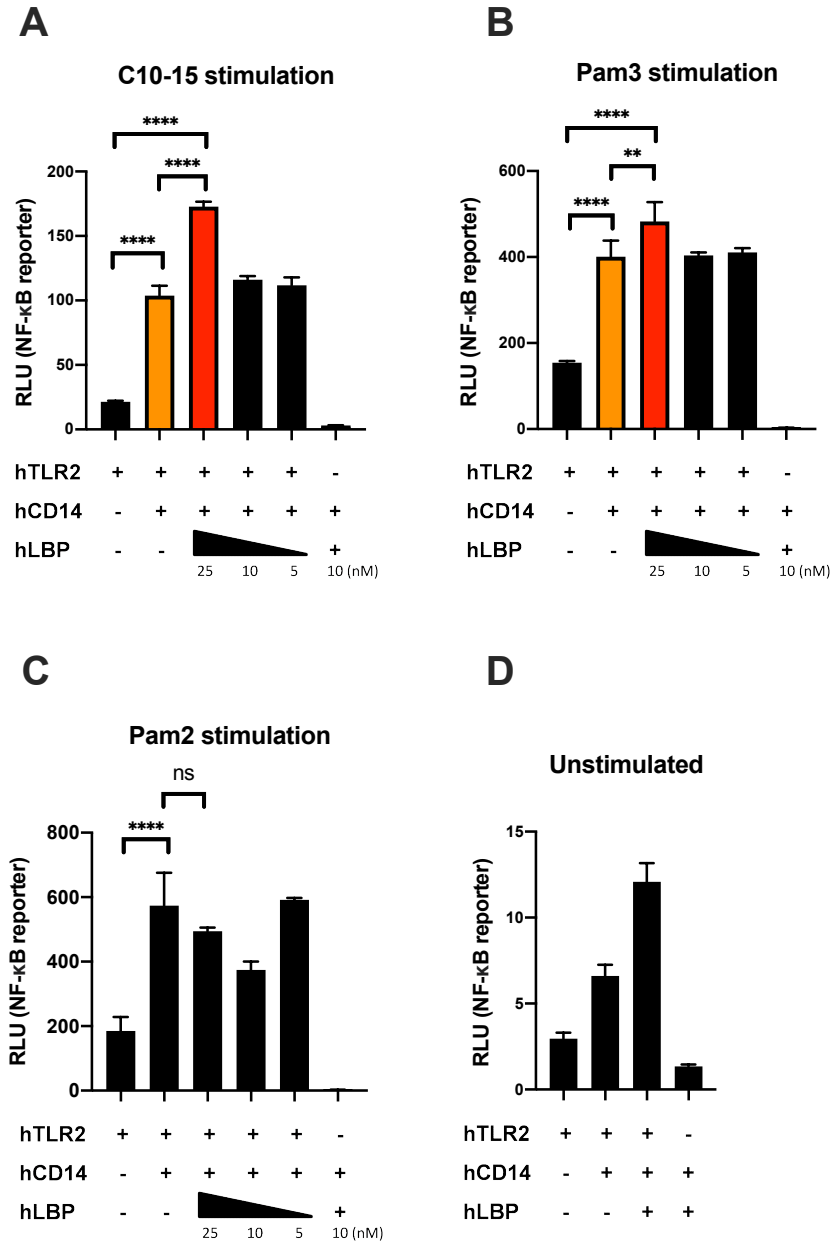 A
B
C10-15 stimulation
Pam3 stimulation
****
****
****
200
150
100
50
0
RLU (NF-κB reporter)
hTLR2 + + + + + -
hCD14 - + + + + +
hLBP - - +
25 10 5 10 (nM)
****
**
****
600
400
200
0
RLU (NF-κB reporter)
hTLR2 + + + + + -
hCD14 - + + + + +
hLBP - - +
25 10 5 10 (nM)
C
D
Pam2 stimulation
Unstimulated
ns
****
800
600
400
200
0
RLU (NF-κB reporter)
hTLR2 + + + + + -
hCD14 - + + + + +
hLBP - - +
25 10 5 10 (nM)
15
10
5
0
RLU (NF-κB reporter)
hTLR2 + + + -
hCD14 - + + +
hLBP - - + +